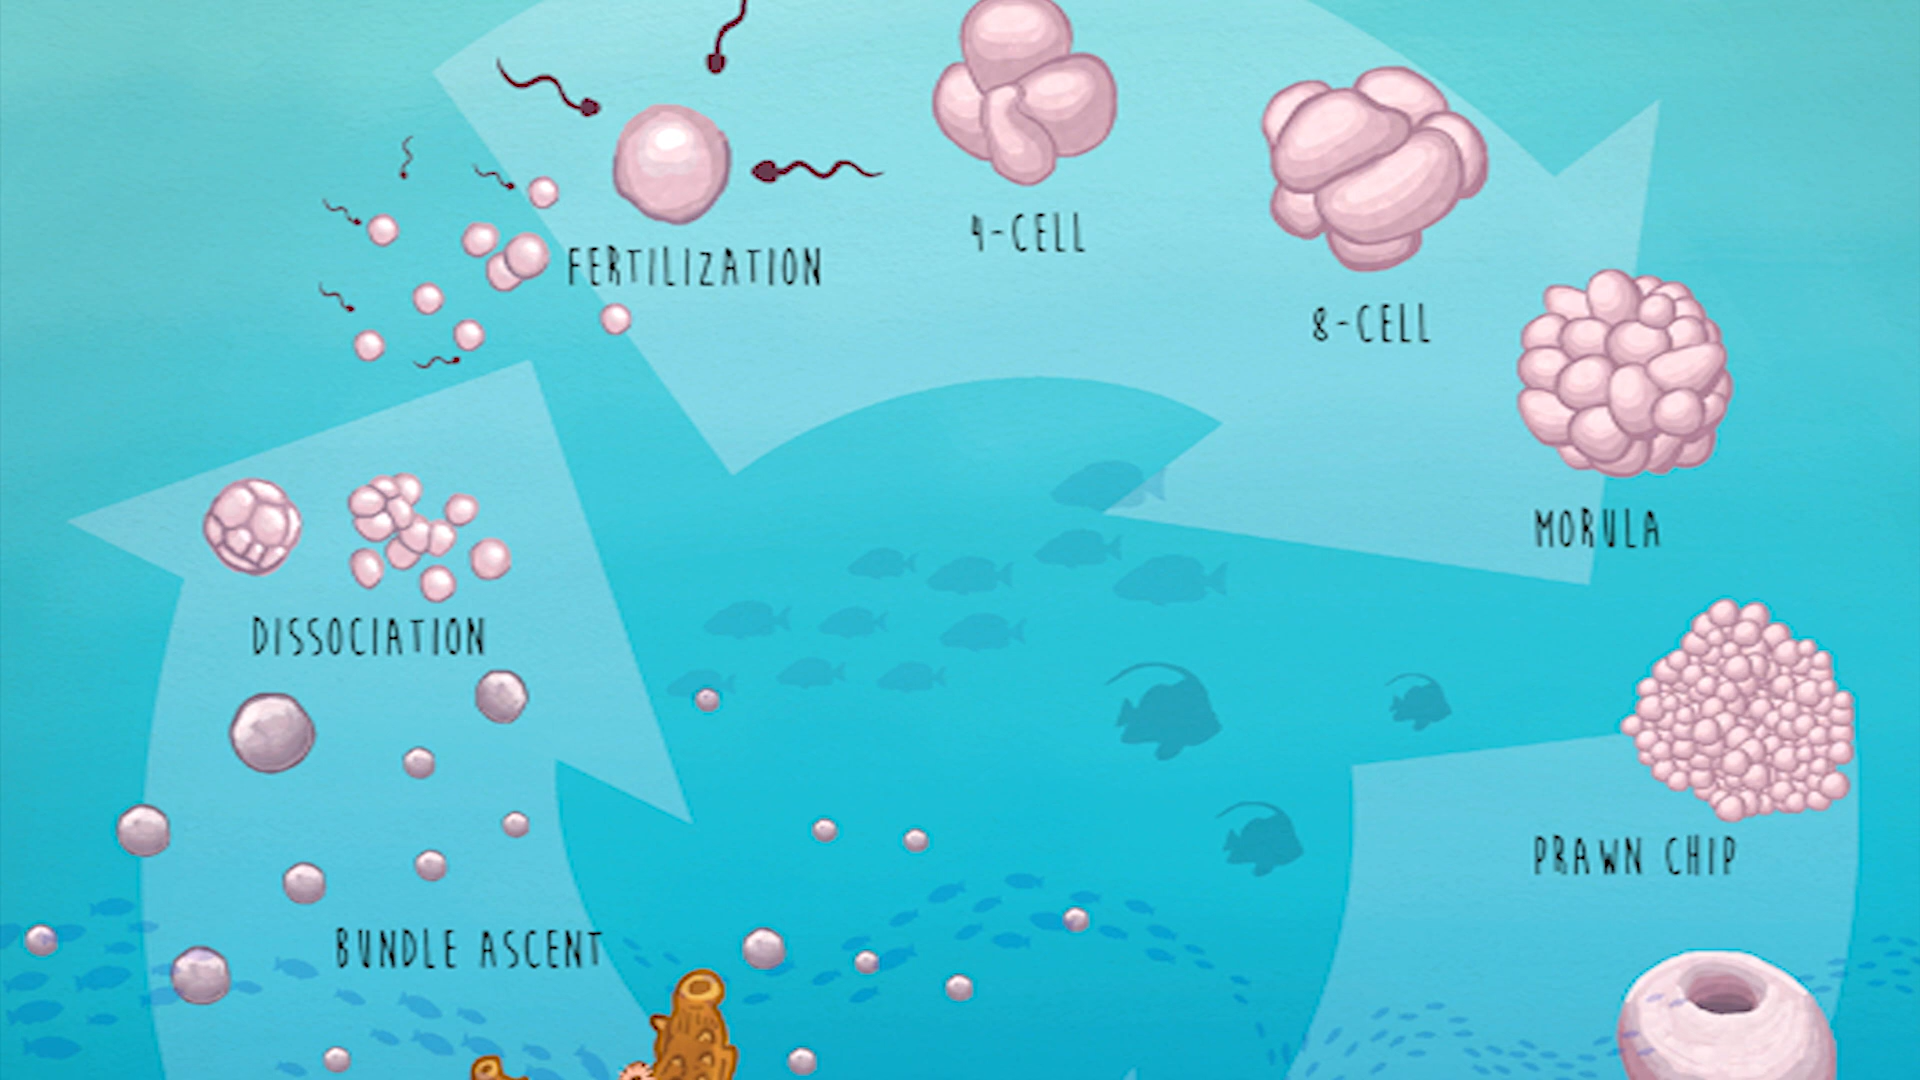 FERTILIZATION
4-CELL
8-CELL
MORULA
DISSOCIATION
PRAWN CHIP
BUNDLE ASCENT